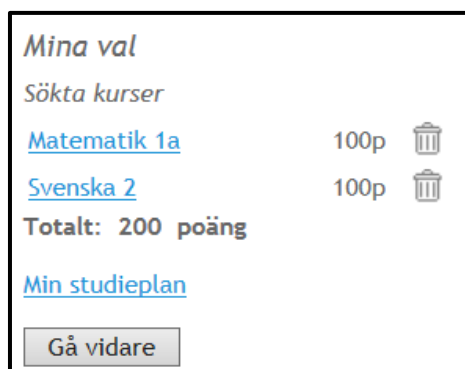 Mina val
Sökta kurser
Matematik 1a 100p
Svenska 2 100p
Totalt: 200 poäng
Min studieplan
Gå vidare